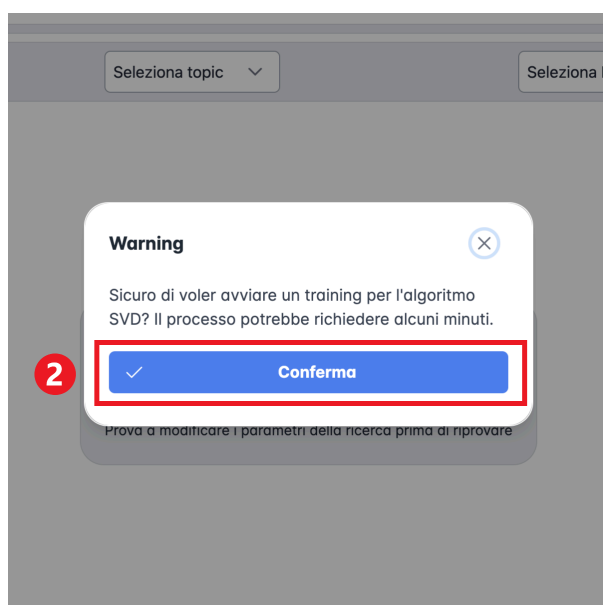 Seleziona topic
Seleziona
Warning
Sicuro di voler avviare un training per l'algoritmo
SVD? Il processo potrebbe richiedere alcuni minuti.
2
Conferma
Prova a modificare i parametri della ricerca prima di riprovare